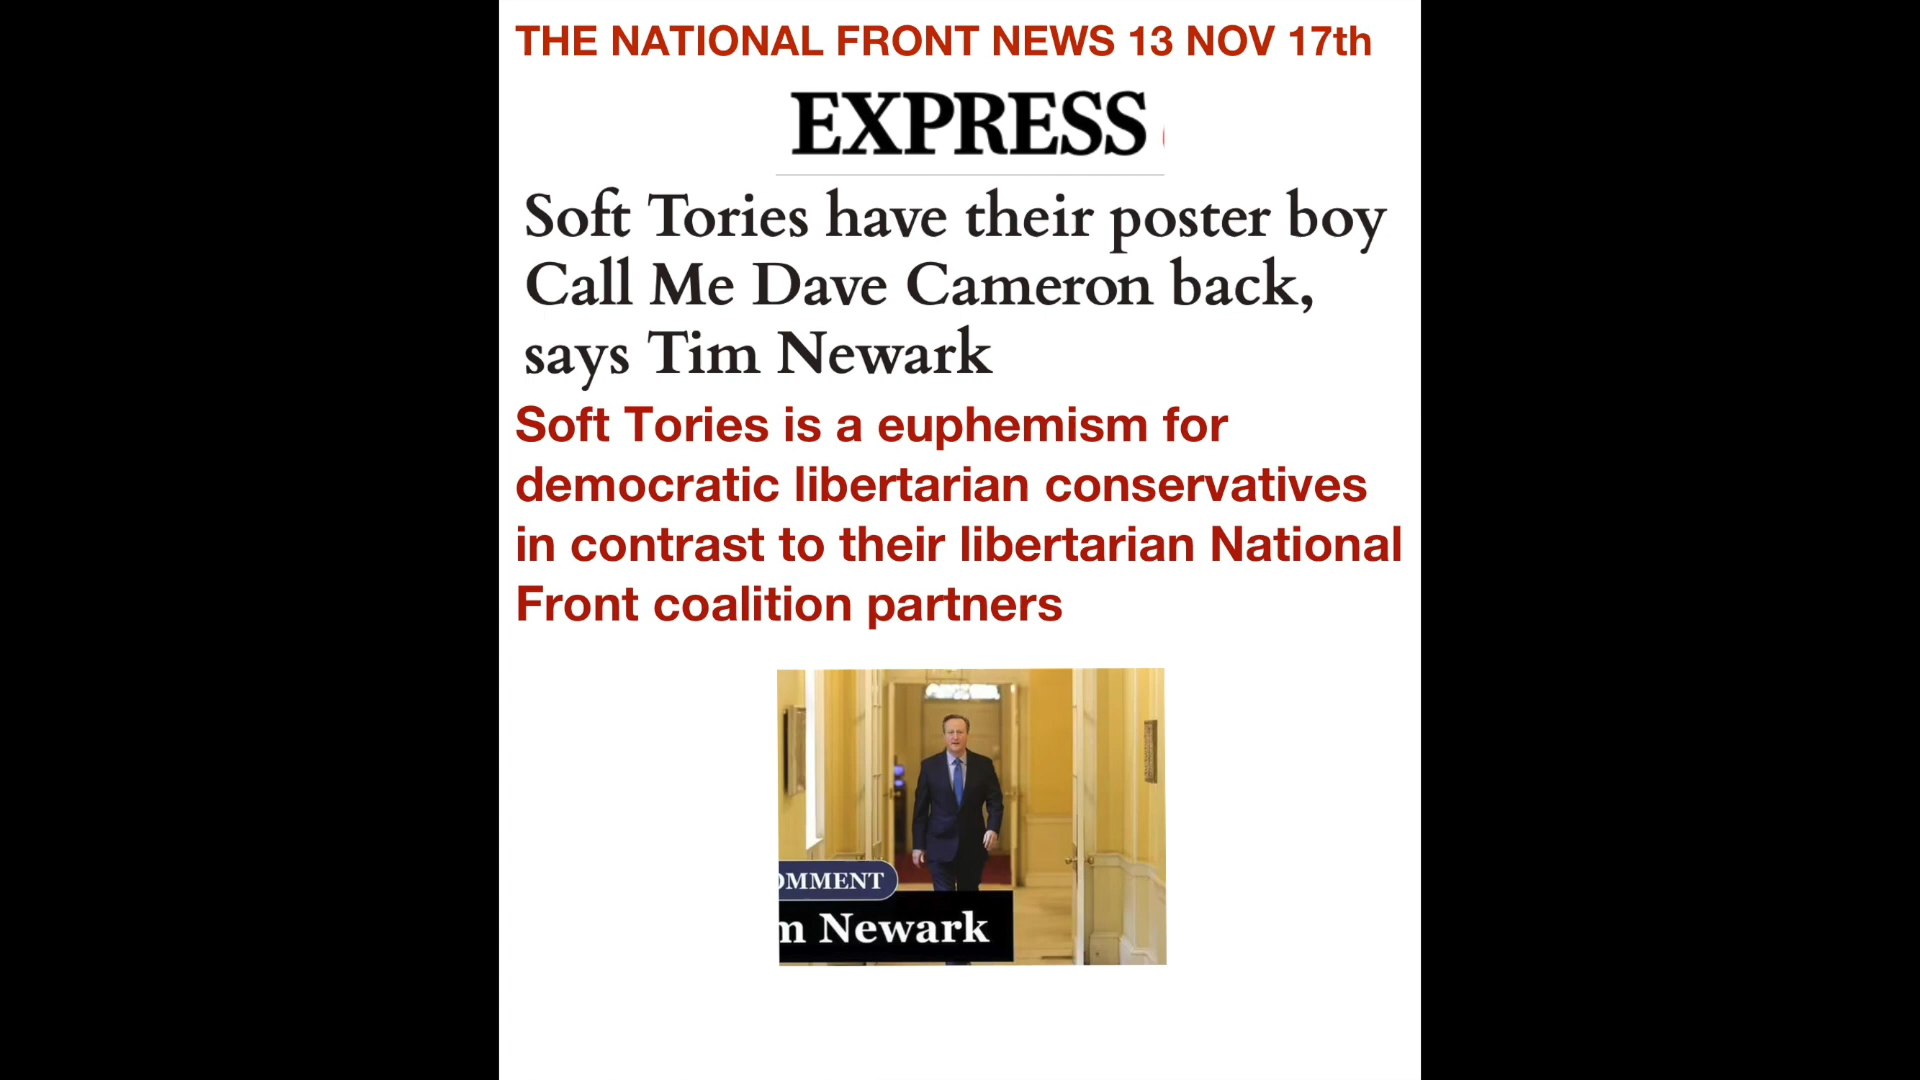 THE NATIONAL FRONT NEWS 13 NOV 17th
EXPRESS
Soft Tories have their poster boy
Call Me Dave Cameron back,
says Tim Newark
Soft Tories is a euphemism for
democratic libertarian conservatives
in contrast to their libertarian National
Front coalition partners
OMMENT
m Newark